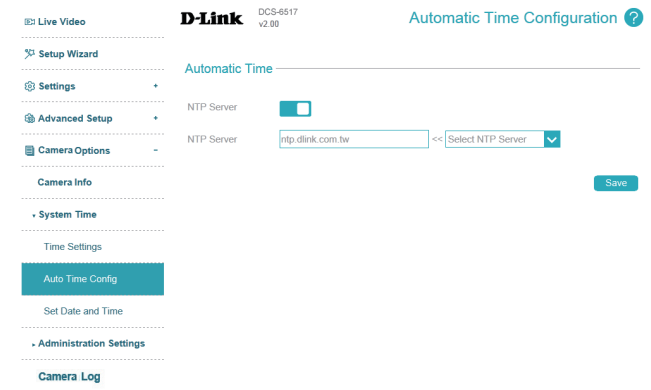 Live Video
Setup Wizard
Settings +
Advanced Setup +
Camera Options -
Camera Info
System Time
Time Settings
Auto Time Config
Set Date and Time
Administration Settings
Camera Log
D-Link
DCS-6517
v2.00
Automatic Time Configuration ?
Automatic Time
NTP Server
NTP Server ntp.dlink.com.tw << Select NTP Server
Save